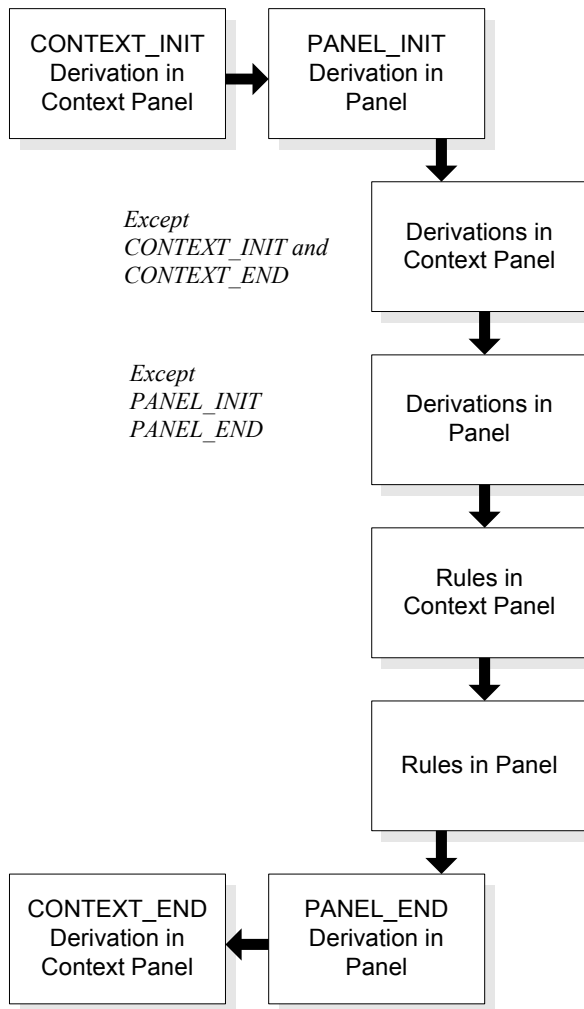 CONTEXT_INIT
Derivation in
Context Panel
PANEL_INIT
Derivation in
Panel
Except
CONTEXT_INIT and
CONTEXT_END
Derivations in
Context Panel
Except
PANEL_INIT
PANEL_END
Derivations in
Panel
Rules in
Context Panel
Rules in Panel
CONTEXT_END
Derivation in
Context Panel
PANEL_END
Derivation in
Panel